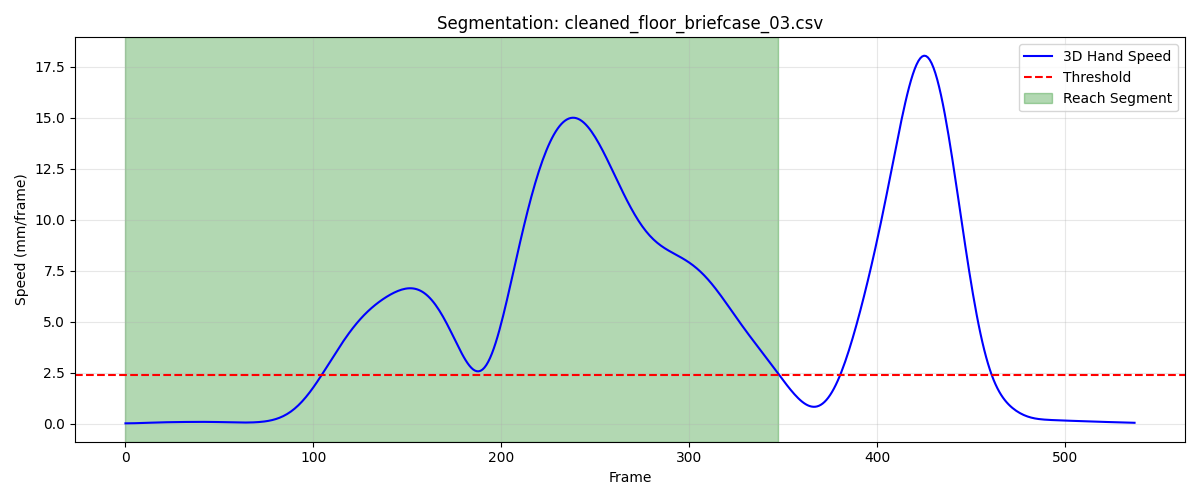 Segmentation: cleaned_floor_briefcase_03.csv
3D Hand Speed
Threshold
Reach Segment
Speed (mm/frame)
17.5
15.0
12.5
10.0
7.5
5.0
2.5
0.0
0 100 200 300 400 500
Frame